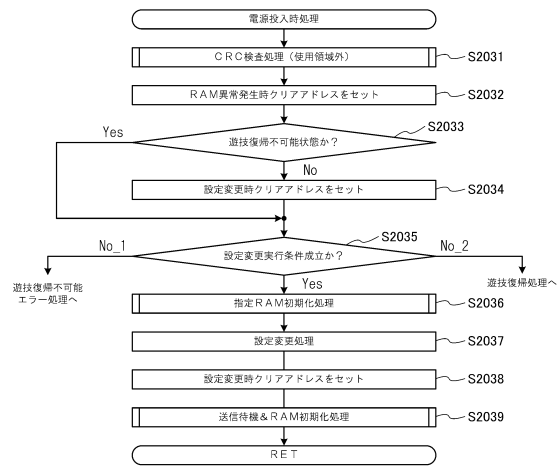 電源投入時処理
CRC検査処理（使用領域外）
S2031
RAM異常発生時クリアアドレスをセット
S2032
S2033
Yes
遊技復帰不可能状態か？
No
設定変更時クリアアドレスをセット
S2034
S2035
No_1
設定変更実行条件成立か？
No_2
遊技復帰不可能
エラー処理へ
Yes
遊技復帰処理へ
指定RAM初期化処理
S2036
設定変更処理
S2037
設定変更時クリアアドレスをセット
S2038
送信待機＆RAM初期化処理
S2039
RET